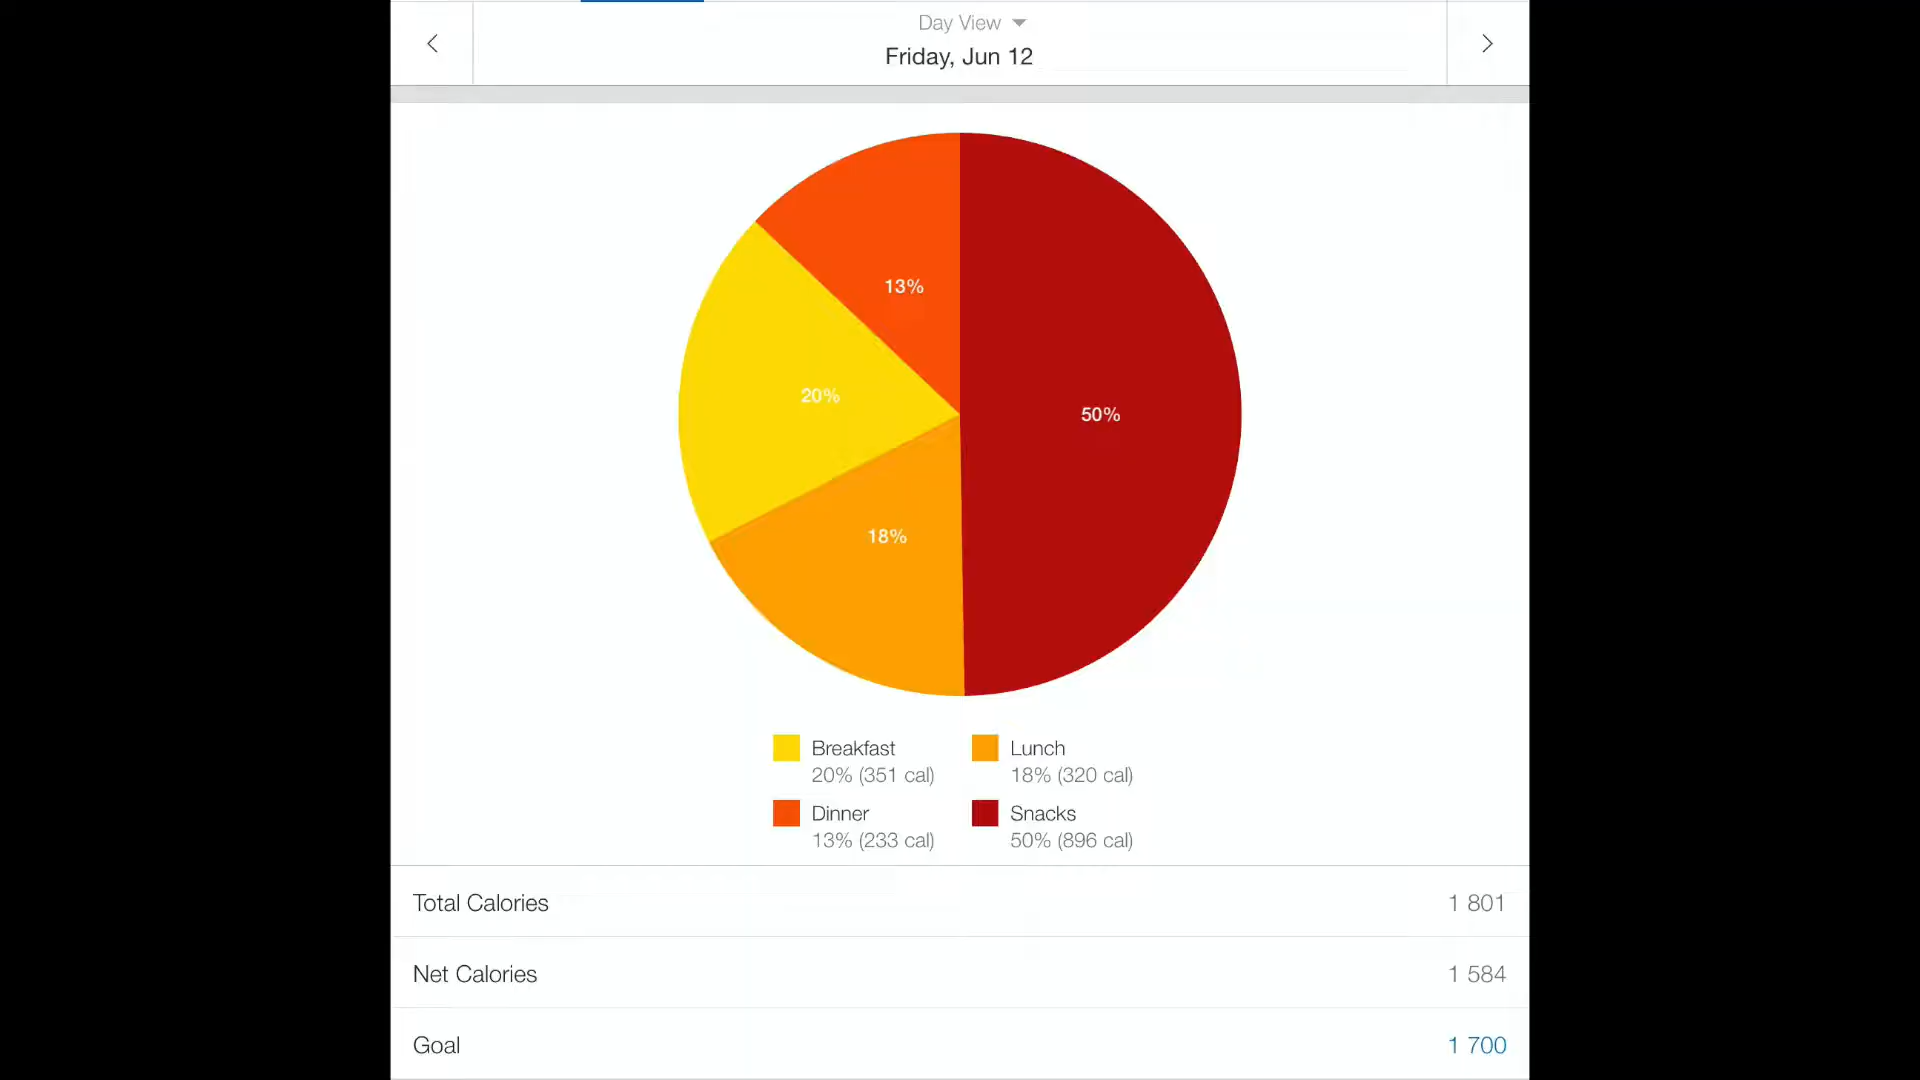 Day View
Friday, Jun 12
13%
20%
50%
18%
Breakfast
20% (351 cal)
Lunch
18% (320 cal)
Dinner
13% (233 cal)
Snacks
50% (896 cal)
Total Calories 1 801
Net Calories 1 584
Goal 1 700